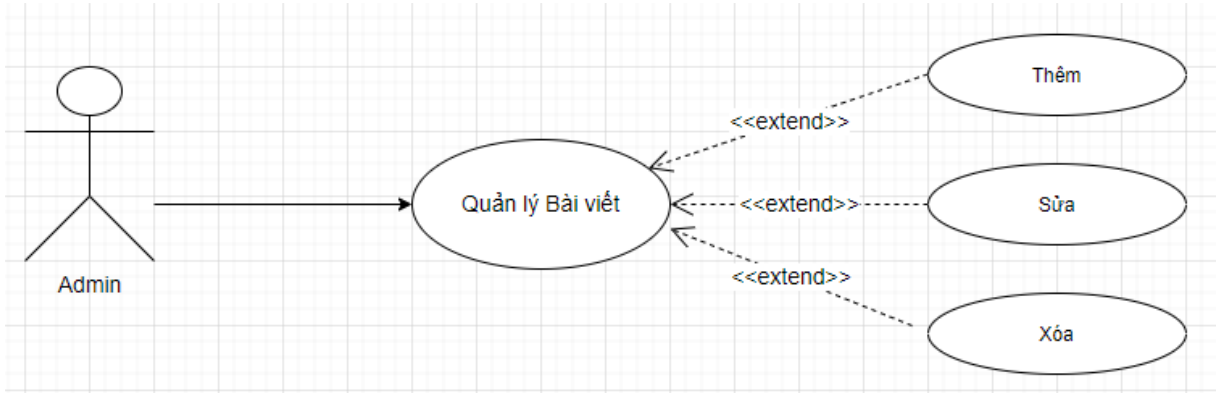 Admin
Quản lý Bài viết
<<extend>>
<<extend>>
<<extend>>
Thêm
Sửa
Xóa